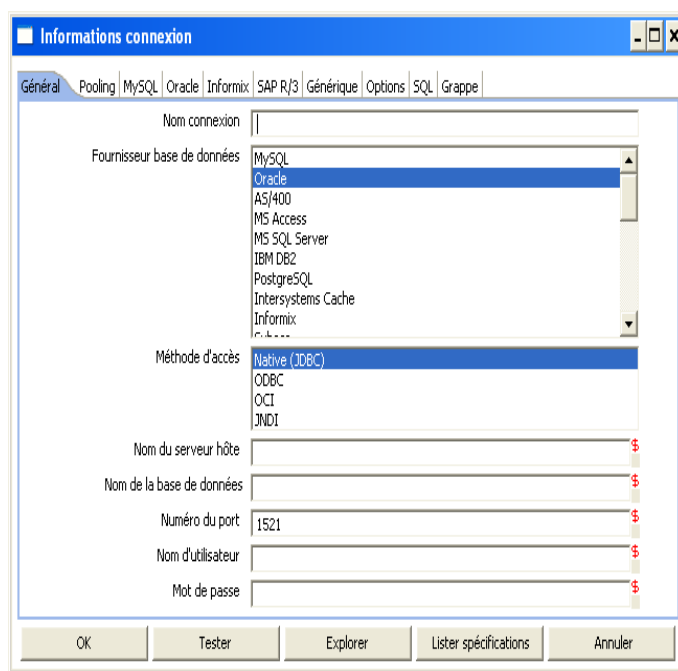 Informations connexion
Général Pooling MySQL Oracle Informix SAP R/3 Générique Options SQL Grappe
Nom connexion
Fournisseur base de données
MySQL
Oracle
AS/400
MS Access
MS SQL Server
IBM DB2
PostgreSQL
Intersystems Cache
Informix
Méthode d'accès
Native (JDBC)
ODBC
OCI
JNDI
Nom du serveur hôte $
Nom de la base de données $
Numéro du port 1521 $
Nom d'utilisateur $
Mot de passe $
OK Tester Explorer Lister spécifications Annuler